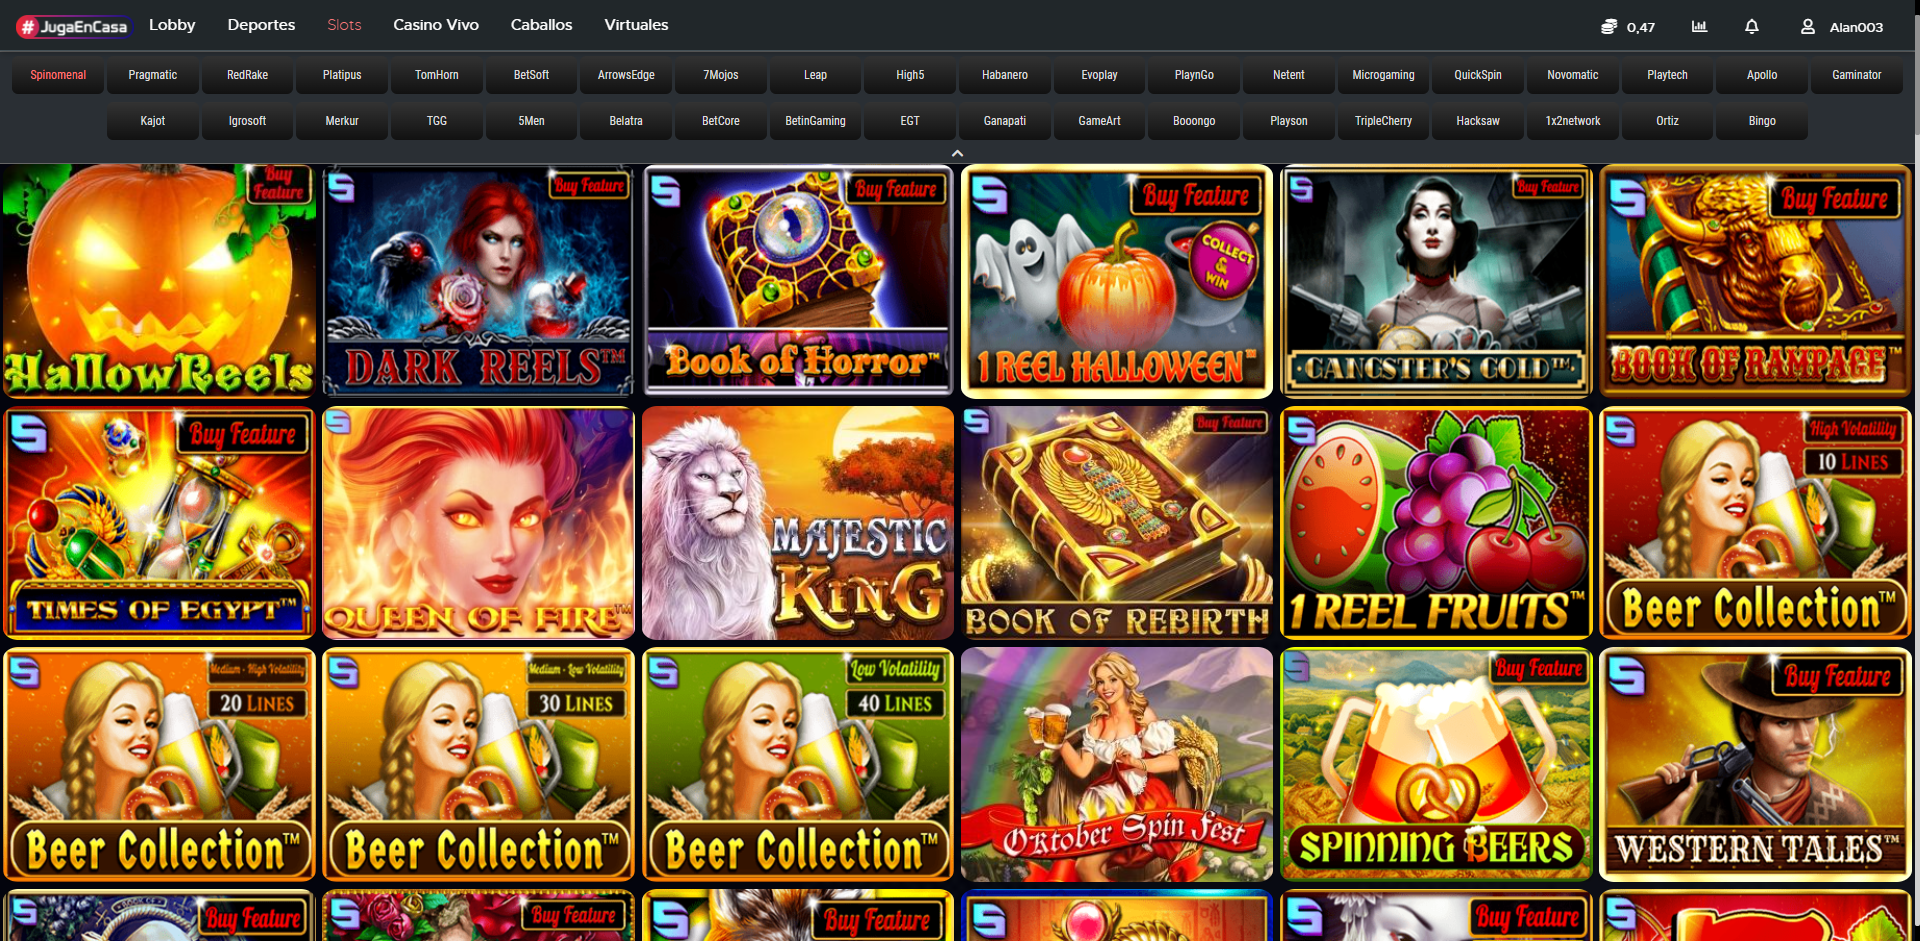 #JugaEnCasa Lobby Deportes Slots Casino Vivo Caballos Virtuales 0,47 Alan003
Spinomenal Pragmatic RedRake Platipus TomHorn BetSoft ArrowsEdge 7Mojos Leap High5 Habanero Evoplay PlaynGo Netent Microgaming QuickSpin Novomatic Playtech Apollo Gaminator
Kajot Igrosoft Merkur TGG 5Men Belatra BetCore BetinGaming EGT Ganapati GameArt Booongo Playson TripleCherry Hacksaw 1x2network Ortiz Bingo
Buy
Feature
HallowReels
Buy Feature
DARK REELS™
Buy Feature
Book of Horror™
Buy Feature
COLLECT
&
WIN
1 REEL HALLOWEEN™
Buy Feature
GANGSTER'S GOLD™
Buy Feature
BOOK OF RAMPAGE™
Buy Feature
TIMES OF EGYPT™
QUEEN OF FIRE™
MAJESTIC
KING
Buy Feature
BOOK OF REBIRTH
1 REEL FRUITS™
High Volatility
10 LINES
Beer Collection™
Medium - High Volatility
20 LINES
Beer Collection™
Medium - Low Volatility
30 LINES
Beer Collection™
Low Volatility
40 LINES
Beer Collection™
Oktober Spin Fest
Buy Feature
SPINNING BEERS
Buy Feature
WESTERN TALES™
Buy Feature
Buy Feature
Buy Feature
Buy Feature